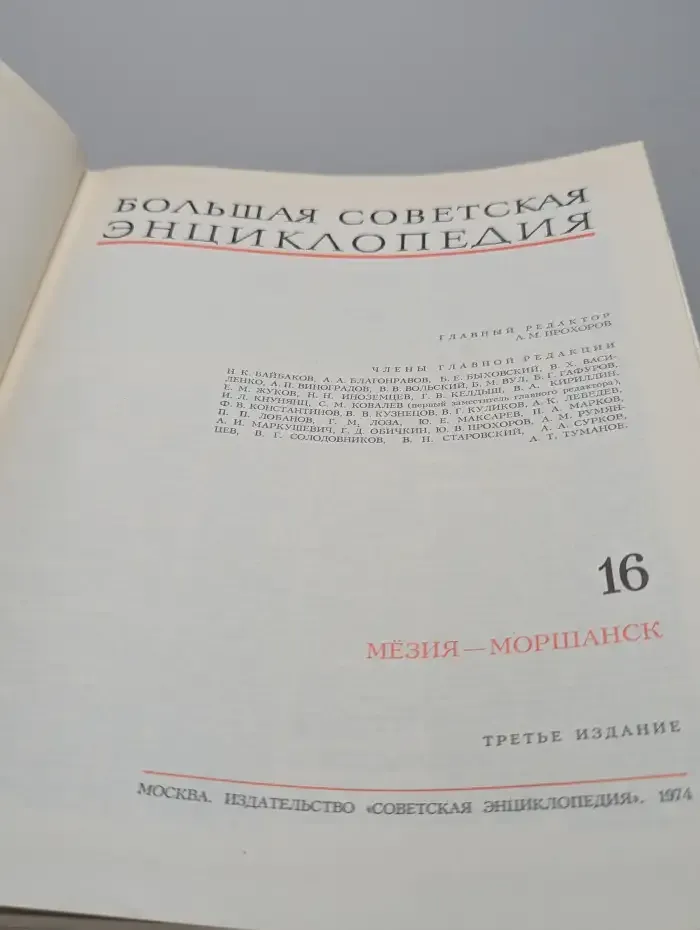 БОЛЬШАЯ СОВЕТСКАЯ
ЭНЦИКЛОПЕДИЯ
ГЛАВНЫЙ РЕДАКТОР
А. М. ПРОХОРОВ
ЧЛЕНЫ ГЛАВНОЙ РЕДАКЦИИ
Н. К. БАЙБАКОВ, А. А. БЛАГОНРАВОВ, Б. Е. БЫХОВСКИЙ, В. Х. ВАСИ-
ЛЕНКО, А. П. ВИНОГРАДОВ, В. В. ВОЛЬСКИЙ, Б. М. ВУЛ, Б. Г. ГАФУРОВ,
Е. М. ЖУКОВ, Н. Н. ИНОЗЕМЦЕВ, Г. В. КЕЛДЫШ, В. А. КИРИЛЛИН,
И. Л. КНУНЯНЦ, С. М. КОВАЛЕВ (первый заместитель главного редактора),
Ф. В. КОНСТАНТИНОВ, В. В. КУЗНЕЦОВ, В. Г. КУЛИКОВ, А. К. ЛЕБЕДЕВ,
П. П. ЛОБАНОВ, Г. М. ЛОЗА, Ю. Е. МАКСАРЕВ, П. А. МАРКОВ,
А. И. МАРКУШЕВИЧ, Г. Д. ОБИЧКИН, Ю. В. ПРОХОРОВ, А. М. РУМЯН-
ЦЕВ, В. Г. СОЛОДОВНИКОВ, В. Н. СТАРОВСКИЙ, А. А. СУРКОВ,
А. Т. ТУМАНОВ.
16
МЁЗИЯ—МОРШАНСК
ТРЕТЬЕ ИЗДАНИЕ
МОСКВА. ИЗДАТЕЛЬСТВО «СОВЕТСКАЯ ЭНЦИКЛОПЕДИЯ». 1974